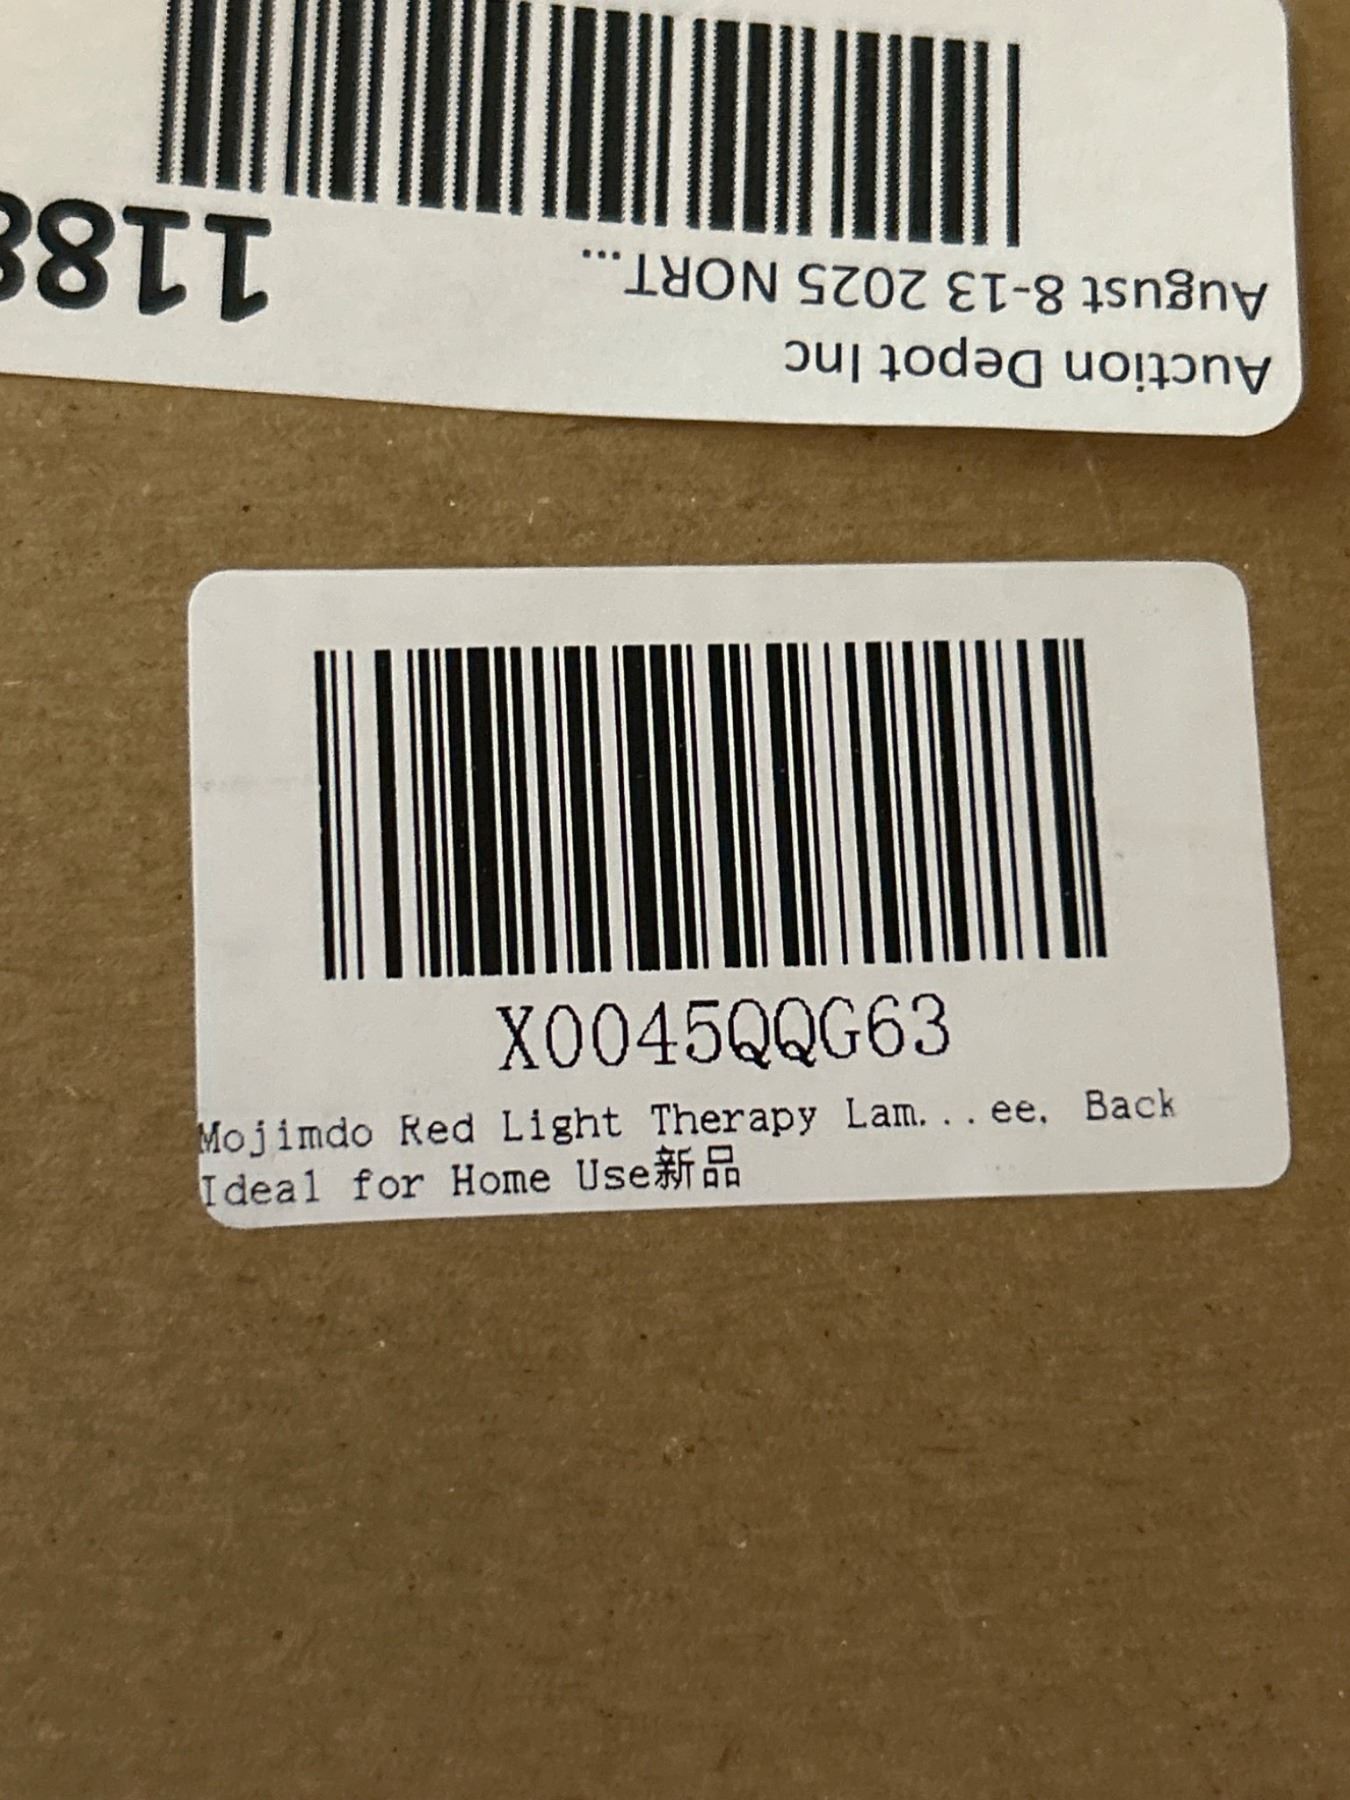 Auction Depot Inc
August 8-13 2025 NORT...
X0045QQG63
Mojimdo Red Light Therapy Lam...ee, Back
Ideal for Home Use新品